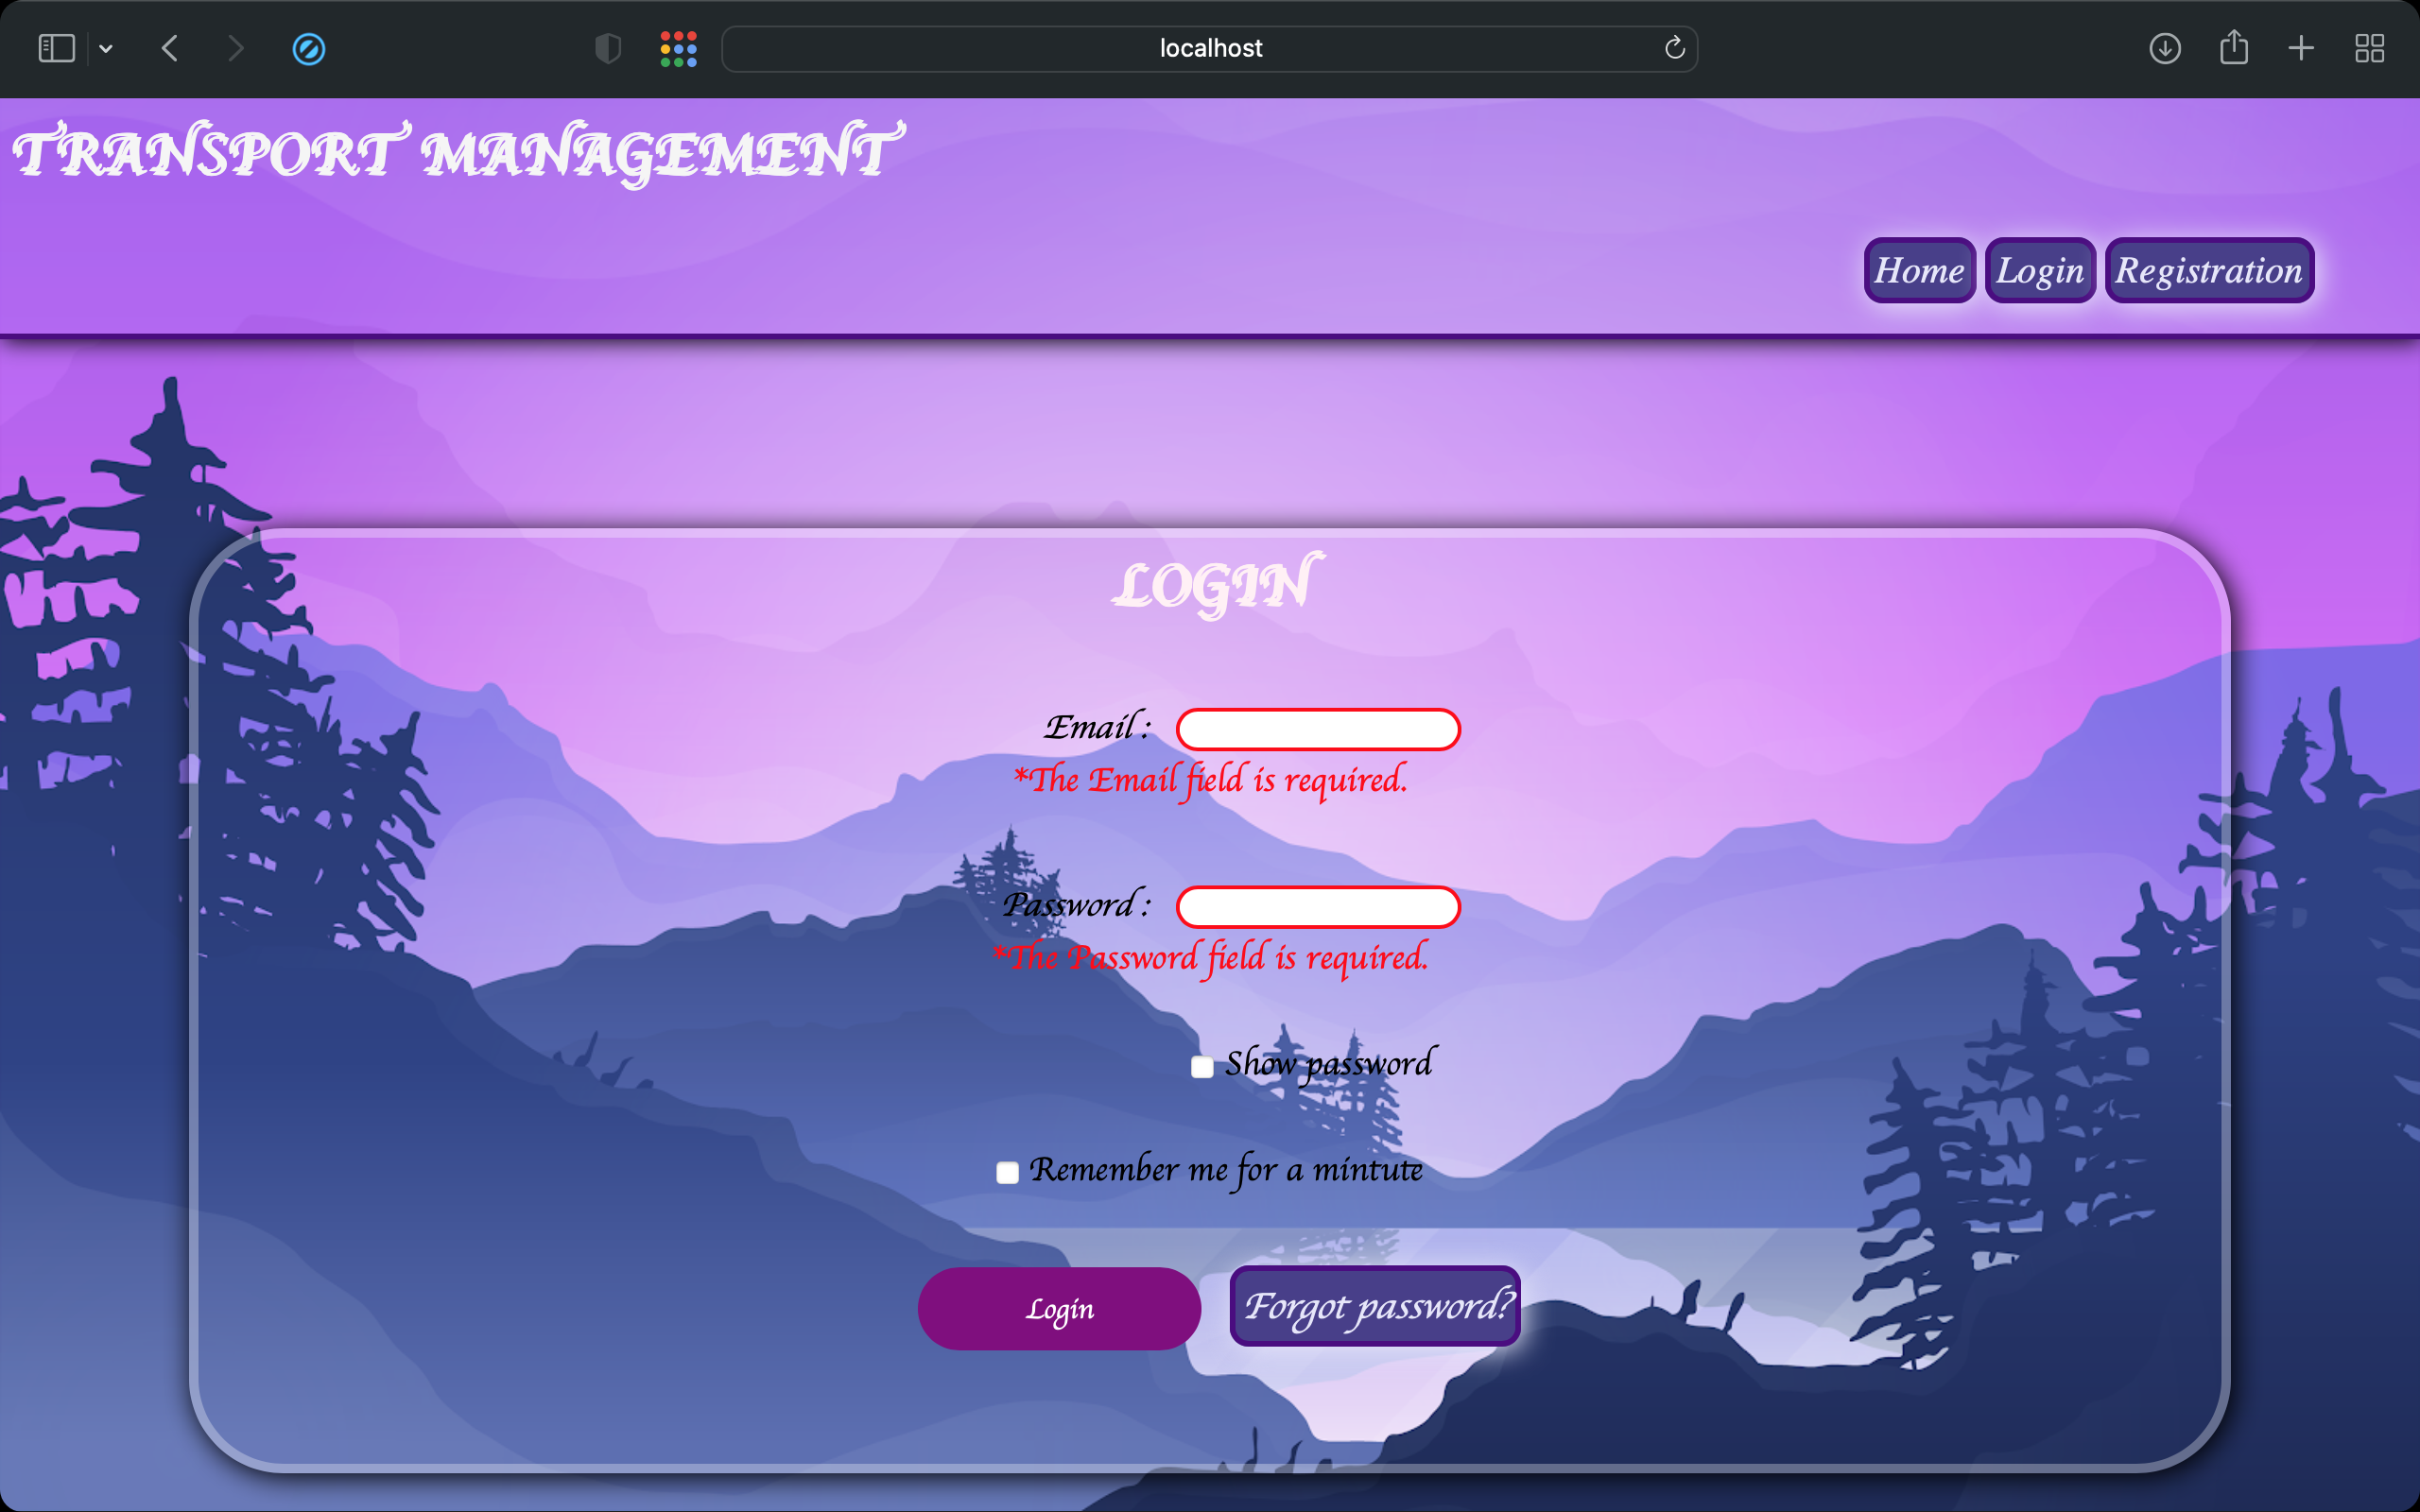 localhost
TRANSPORT MANAGEMENT
Home Login Registration
LOGIN
Email :
*The Email field is required.
Password :
*The Password field is required.
Show password
Remember me for a mintute
Login Forgot password?